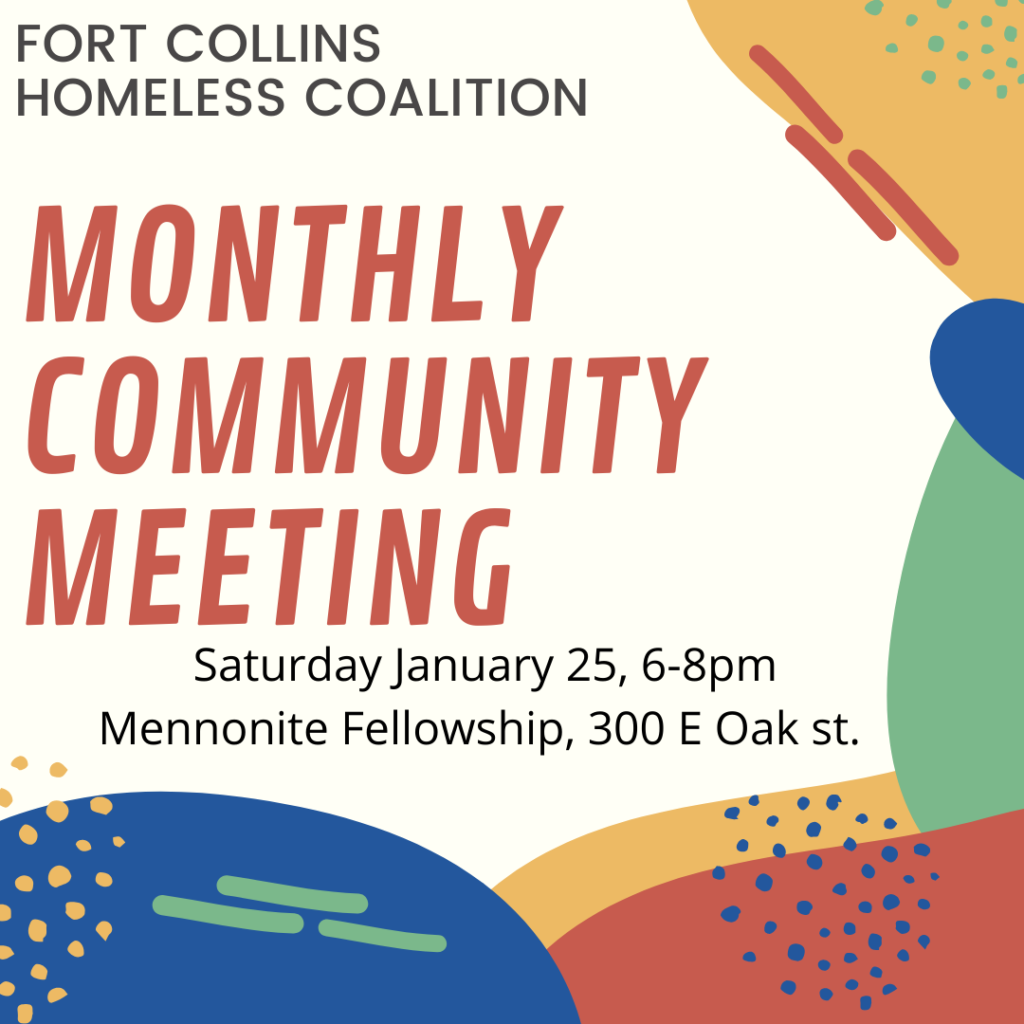 FORT COLLINS
HOMELESS COALITION
MONTHLY
COMMUNITY
MEETING
Saturday January 25, 6-8pm
Mennonite Fellowship, 300 E Oak st.